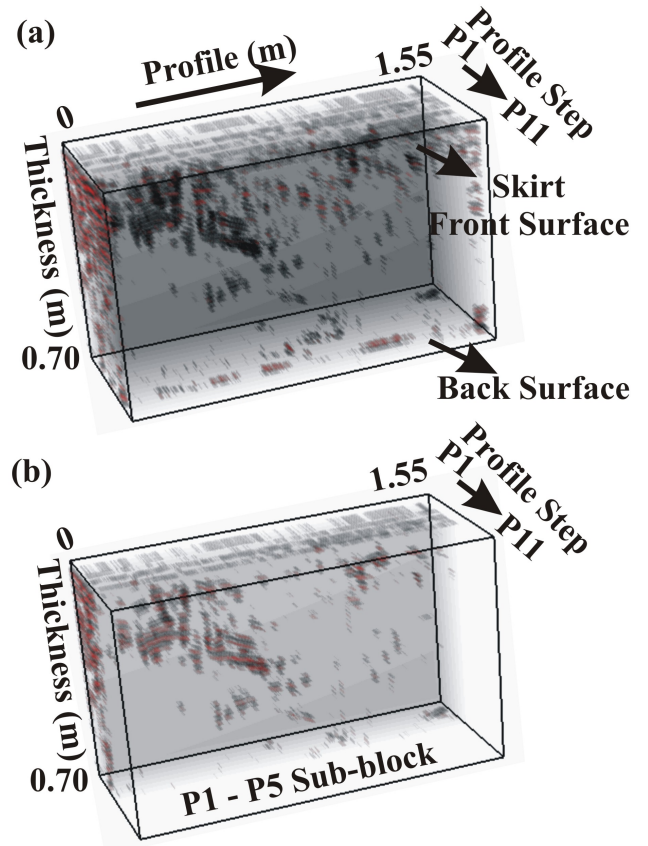 (a)
Profile (m)
0
1.55
P1
P11
Profile Step
Thickness (m)
0.70
Skirt
Front Surface
Back Surface
(b)
0
1.55
P1
P11
Profile Step
Thickness (m)
0.70
P1 - P5 Sub-block